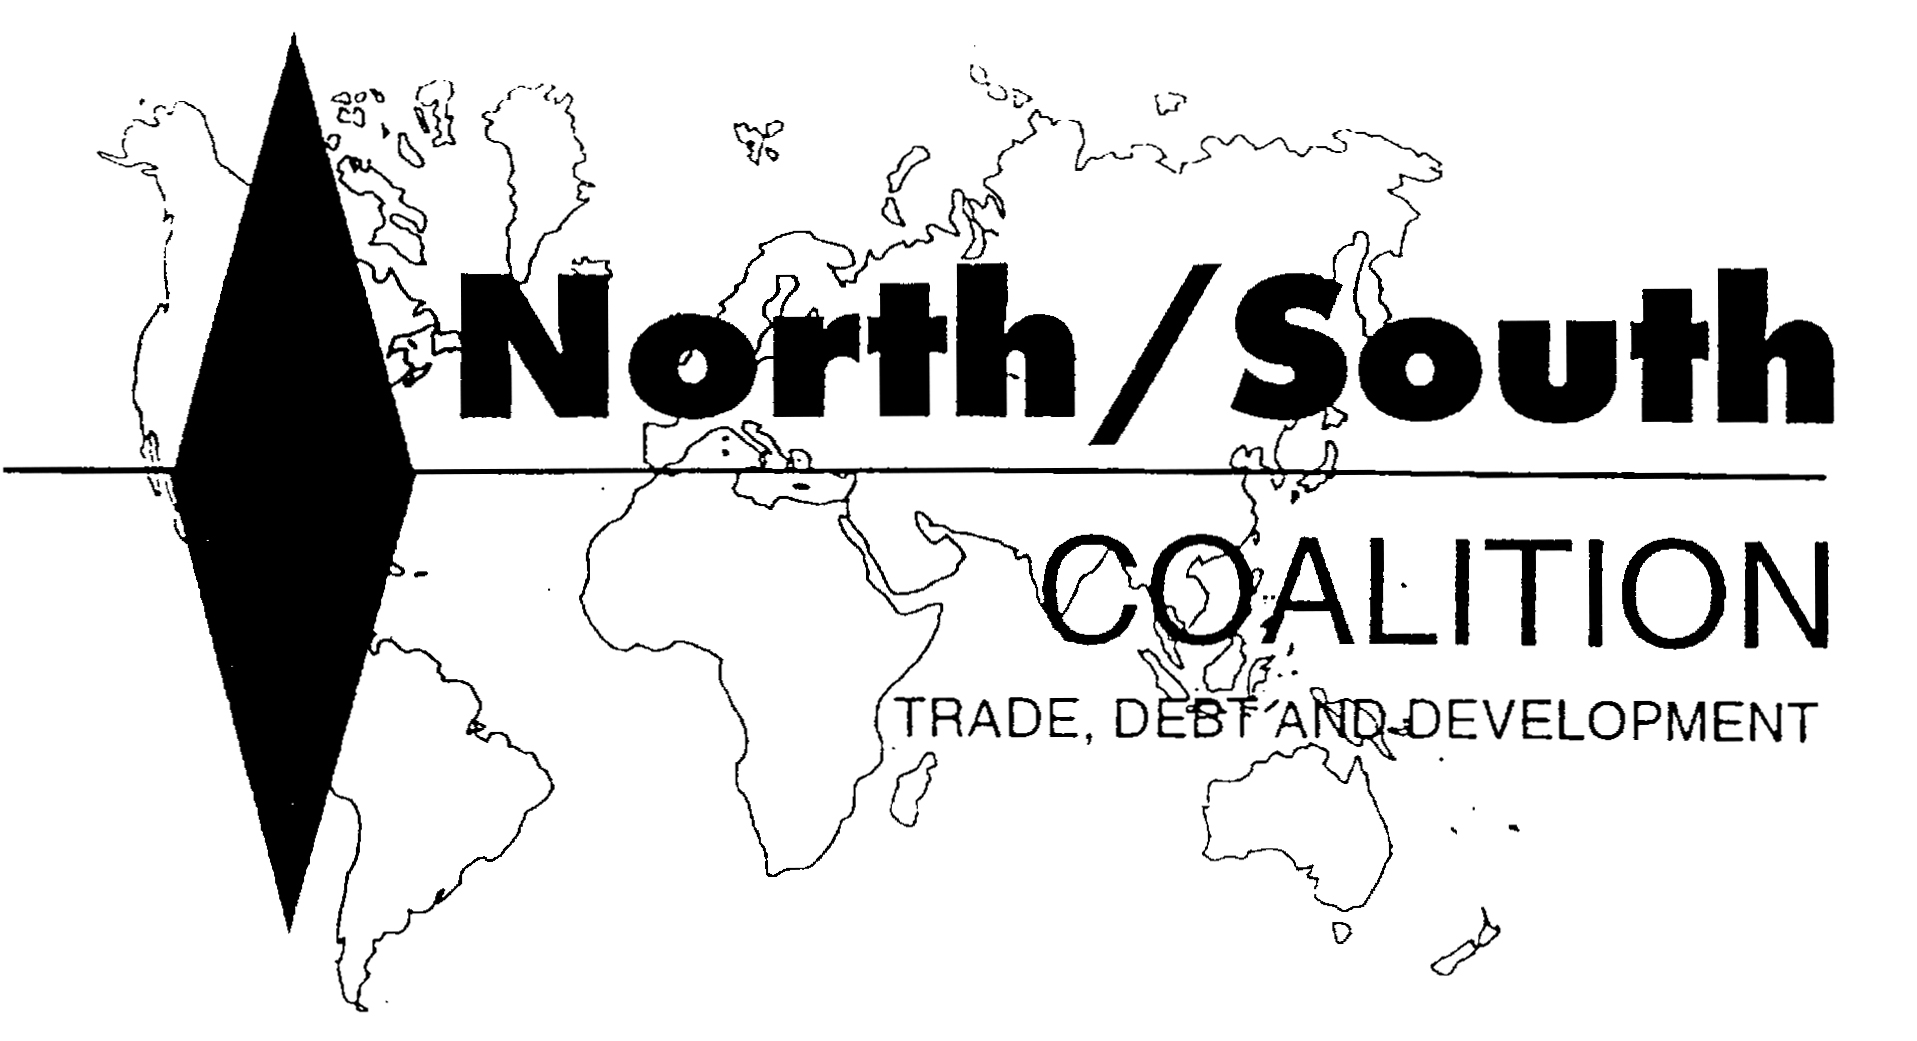 North/South
COALITION
TRADE, DEBT AND DEVELOPMENT